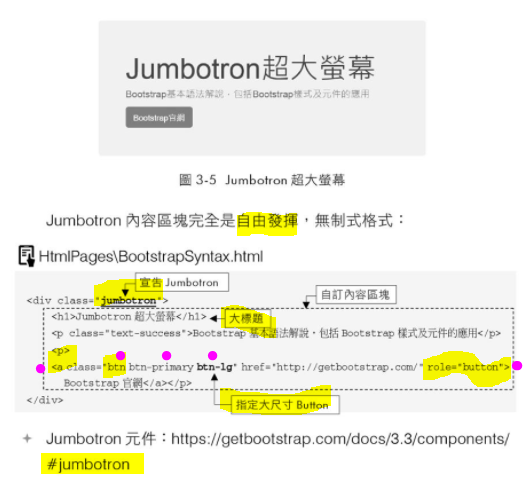 Jumbotron超大螢幕
Bootstrap基本語法解說，包括Bootstrap樣式及元件的應用
Bootstrap官網
圖 3-5 Jumbotron 超大螢幕
Jumbotron 內容區塊完全是自由發揮，無制式格式：
HtmlPages\BootstrapSyntax.html
宣告 Jumbotron
自訂內容區塊
<div class="jumbotron">
<h1>Jumbotron 超大螢幕</h1>
大標題
<p class="text-success">Bootstrap 基本語法解說，包括 Bootstrap 樣式及元件的應用</p>
<p>
<a class="btn btn-primary btn-lg" href="http://getbootstrap.com/" role="button">
Bootstrap 官網</a></p>
</div>
指定大尺寸 Button
+ Jumbotron 元件：https://getbootstrap.com/docs/3.3/components/
#jumbotron